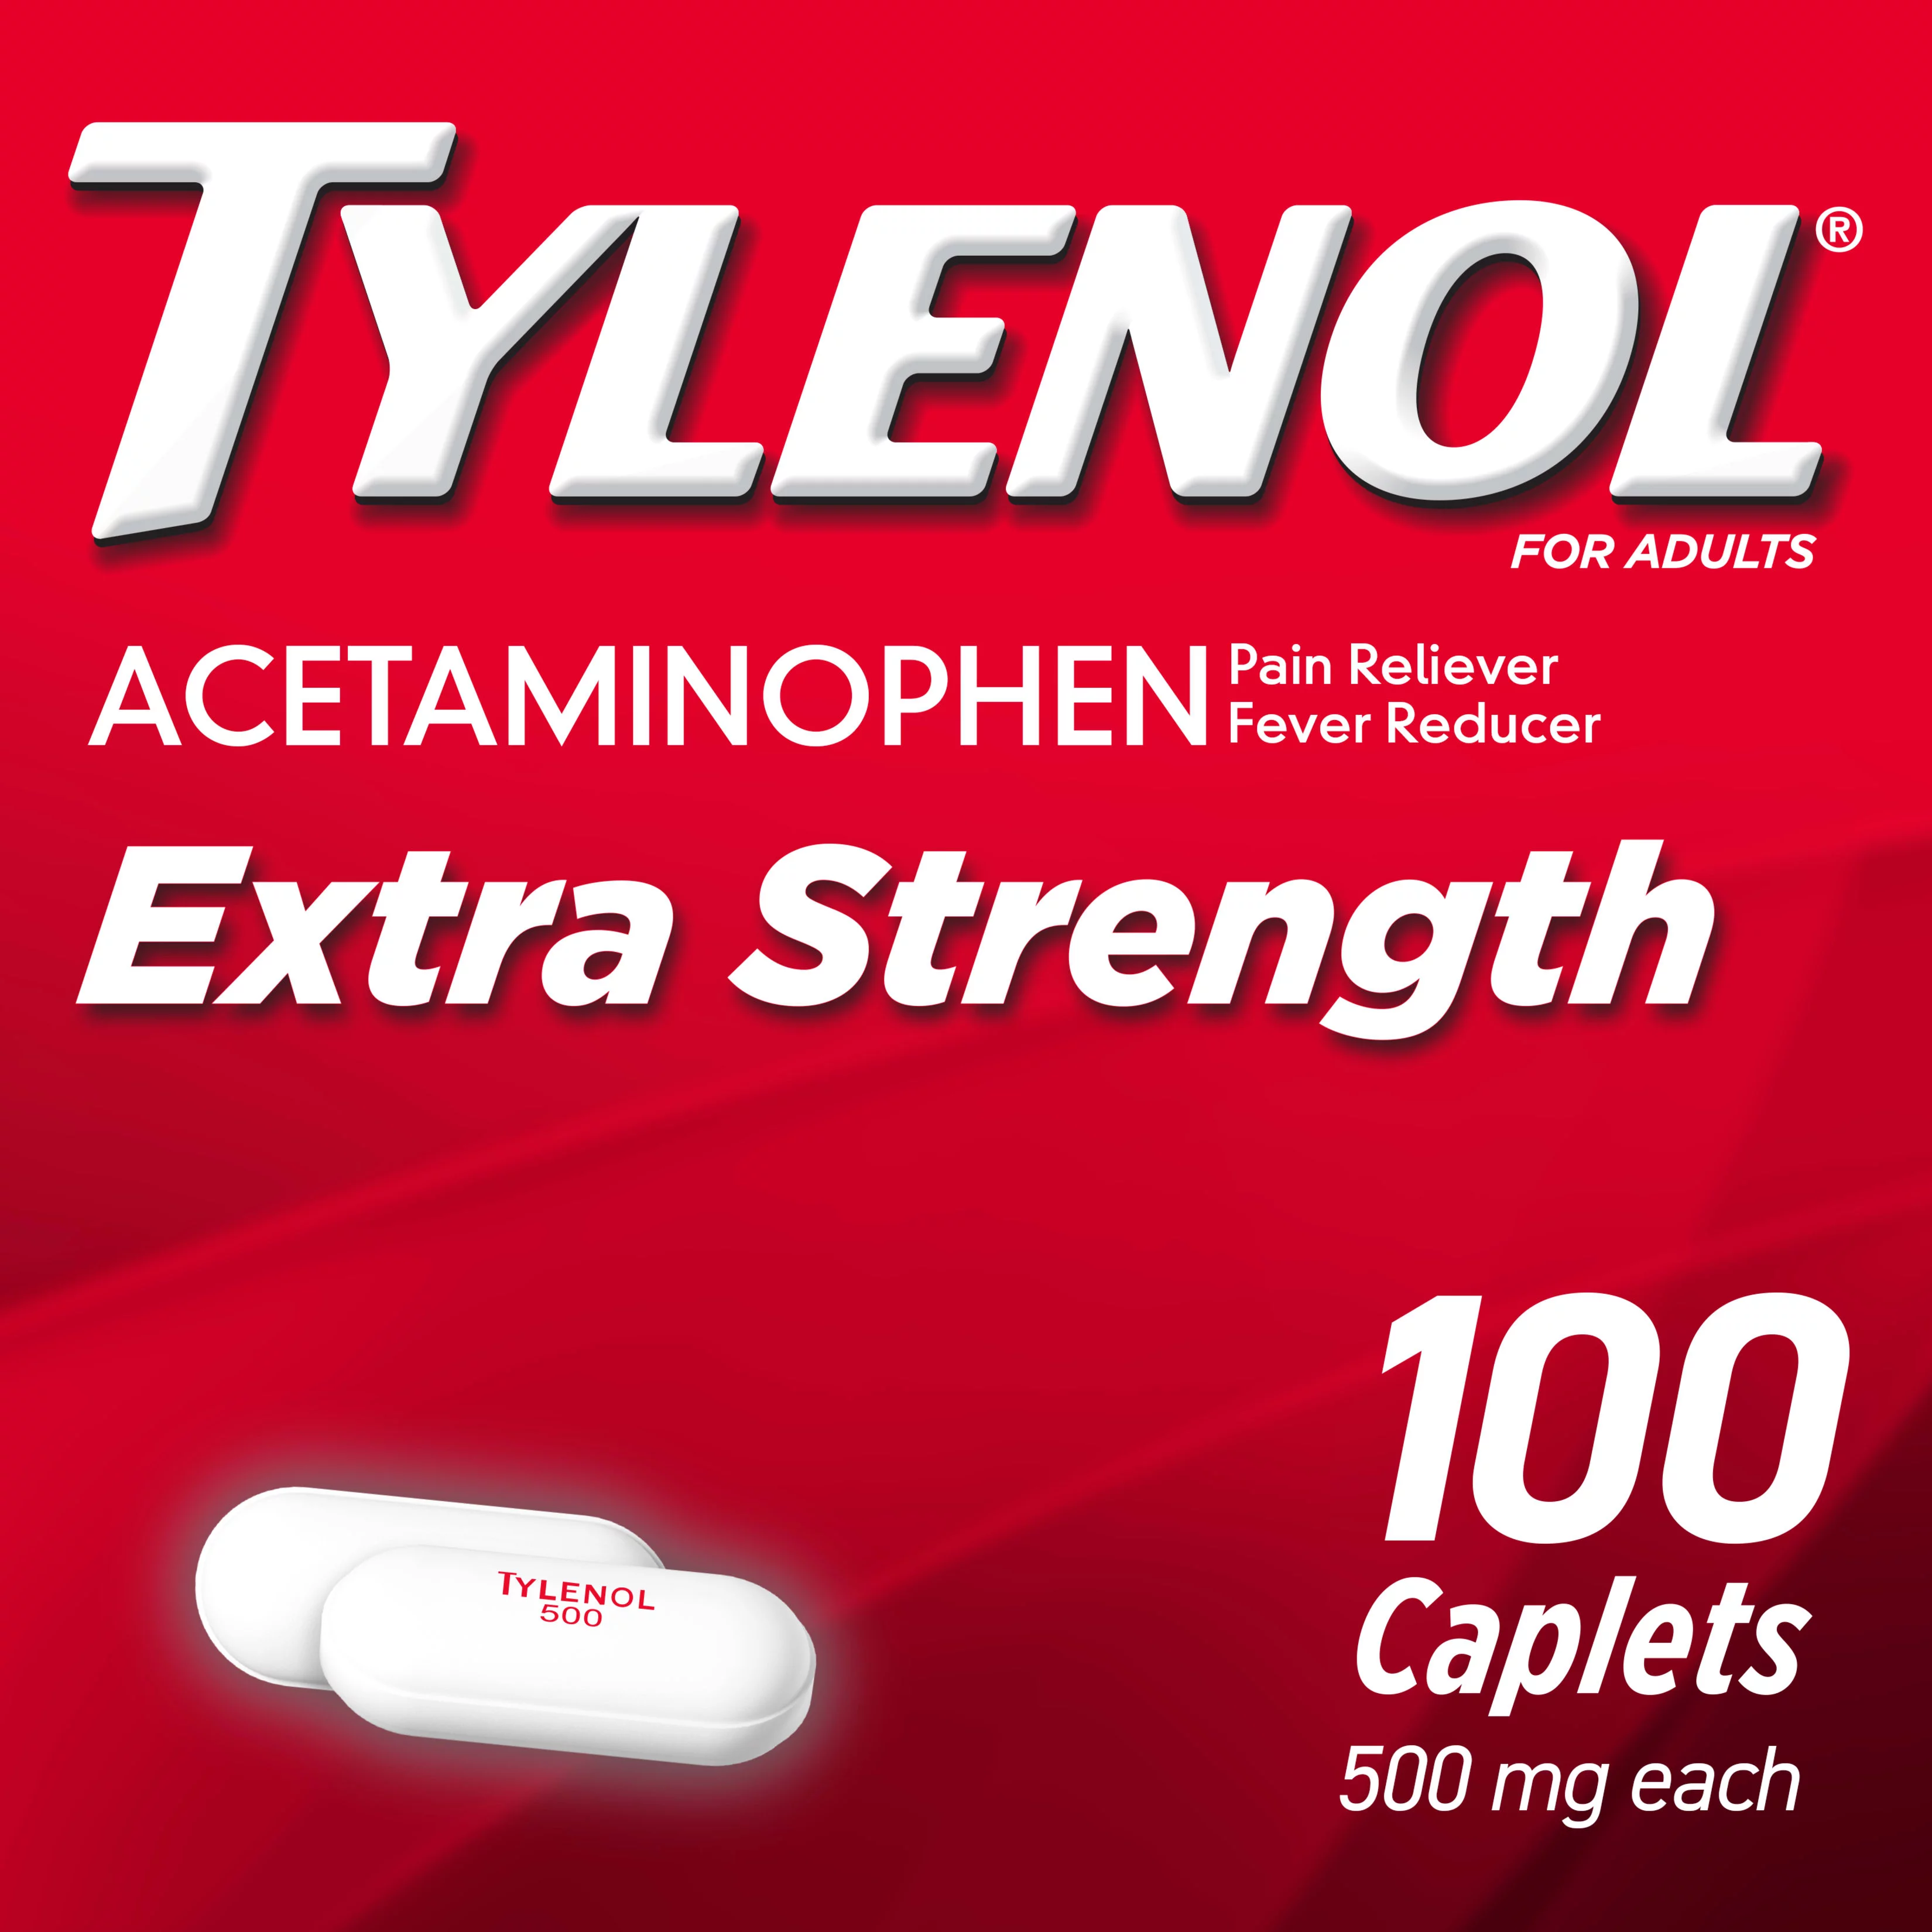 TYLENOL®
FOR ADULTS
ACETAMINOPHEN Pain Reliever
Fever Reducer
Extra Strength
100
Caplets
500 mg each
TYLENOL
500